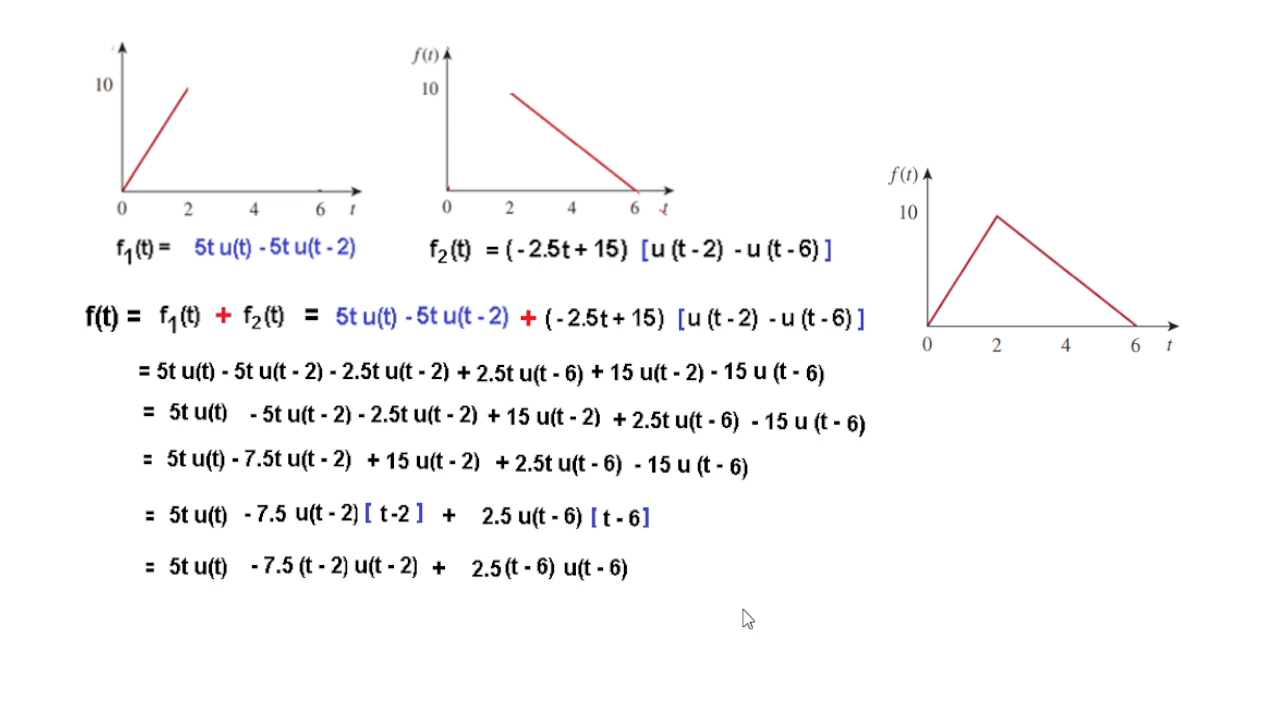 10
0 2 4 6 t
f₁(t) = 5t u(t) - 5t u(t - 2)
f(t)
10
0 2 4 6 t
f₂(t) = (- 2.5t + 15) [u (t - 2) - u (t - 6) ]
f(t)
10
0 2 4 6 t
f(t) = f₁(t) + f₂(t) = 5t u(t) - 5t u(t - 2) + (- 2.5t + 15) [u (t - 2) - u (t - 6) ]
= 5t u(t) - 5t u(t - 2) - 2.5t u(t - 2) + 2.5t u(t - 6) + 15 u(t - 2) - 15 u (t - 6)
= 5t u(t) - 5t u(t - 2) - 2.5t u(t - 2) + 15 u(t - 2) + 2.5t u(t - 6) - 15 u (t - 6)
= 5t u(t) - 7.5t u(t - 2) + 15 u(t - 2) + 2.5t u(t - 6) - 15 u (t - 6)
= 5t u(t) - 7.5 u(t - 2) [ t-2 ] + 2.5 u(t - 6) [ t - 6]
= 5t u(t) - 7.5 (t - 2) u(t - 2) + 2.5 (t - 6) u(t - 6)